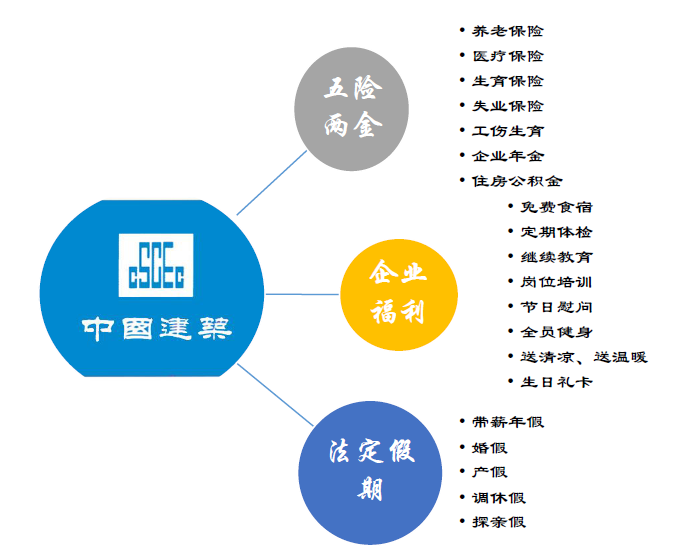 五险
两金
养老保险
医疗保险
生育保险
失业保险
工伤生育
企业年金
住房公积金
CSCEC
中國建築
企业
福利
免费食宿
定期体检
继续教育
岗位培训
节日慰问
全员健身
送清凉、送温暖
生日礼卡
法定假
期
带薪年假
婚假
产假
调休假
探亲假